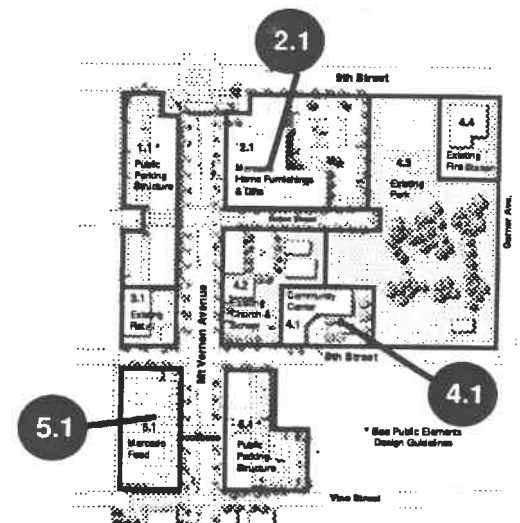 2.1
9th Street
1.1 *
Public
Parking
Structure
2.1
Home Furnishings
& Gifts
4.4
Existing
Fire Station
4.3
Existing
Park
Garner Ave.
Mt Vernon Avenue
3.1
Existing
Retail
4.2
Church &
School
Community
Center
4.1
8th Street
4.1
5.1
5.1
Mercado
Food
6.1 *
Public
Parking
Structure
* See Public Elements
Design Guidelines
Vine Street